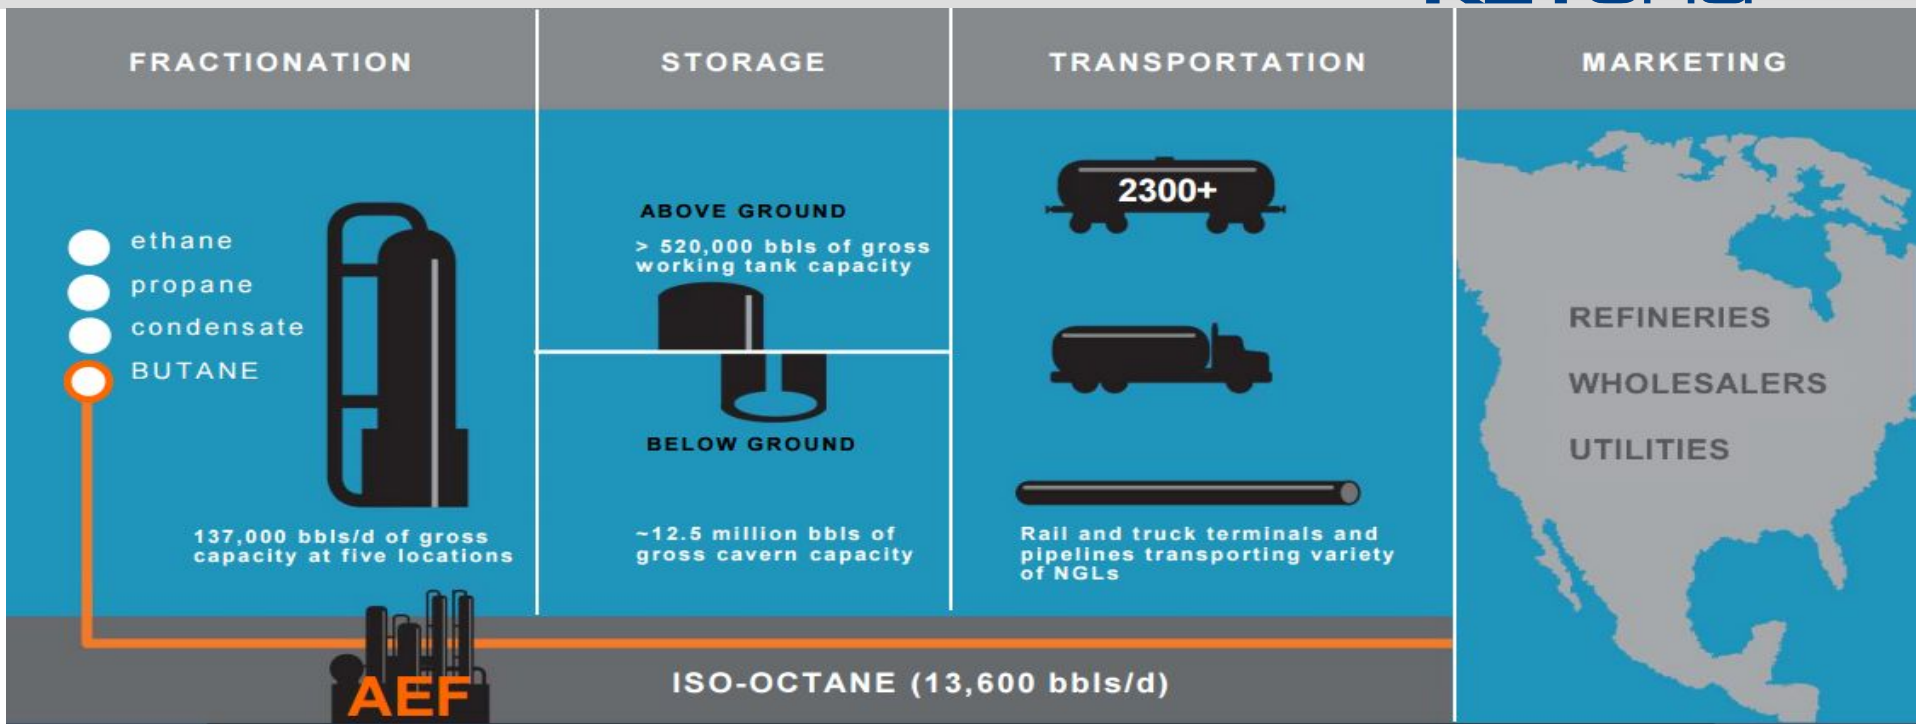 FRACTIONATION
STORAGE
TRANSPORTATION
MARKETING
ethane
propane
condensate
BUTANE
137,000 bbls/d of gross
capacity at five locations
ABOVE GROUND
> 520,000 bbls of gross
working tank capacity
BELOW GROUND
~12.5 million bbls of
gross cavern capacity
2300+
Rail and truck terminals and
pipelines transporting variety
of NGLs
REFINERIES
WHOLESALERS
UTILITIES
AEF
ISO-OCTANE (13,600 bbls/d)